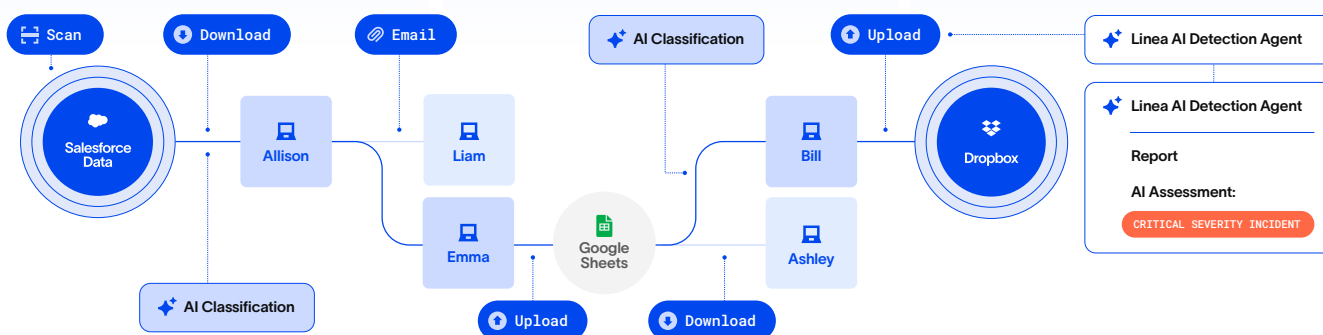 Scan
Download
Email
AI Classification
Upload
Linea AI Detection Agent
Linea AI Detection Agent
Salesforce
Data
Allison
Liam
Bill
Dropbox
Report
AI Assessment:
CRITICAL SEVERITY INCIDENT
Emma
Google
Sheets
Ashley
AI Classification
Upload
Download